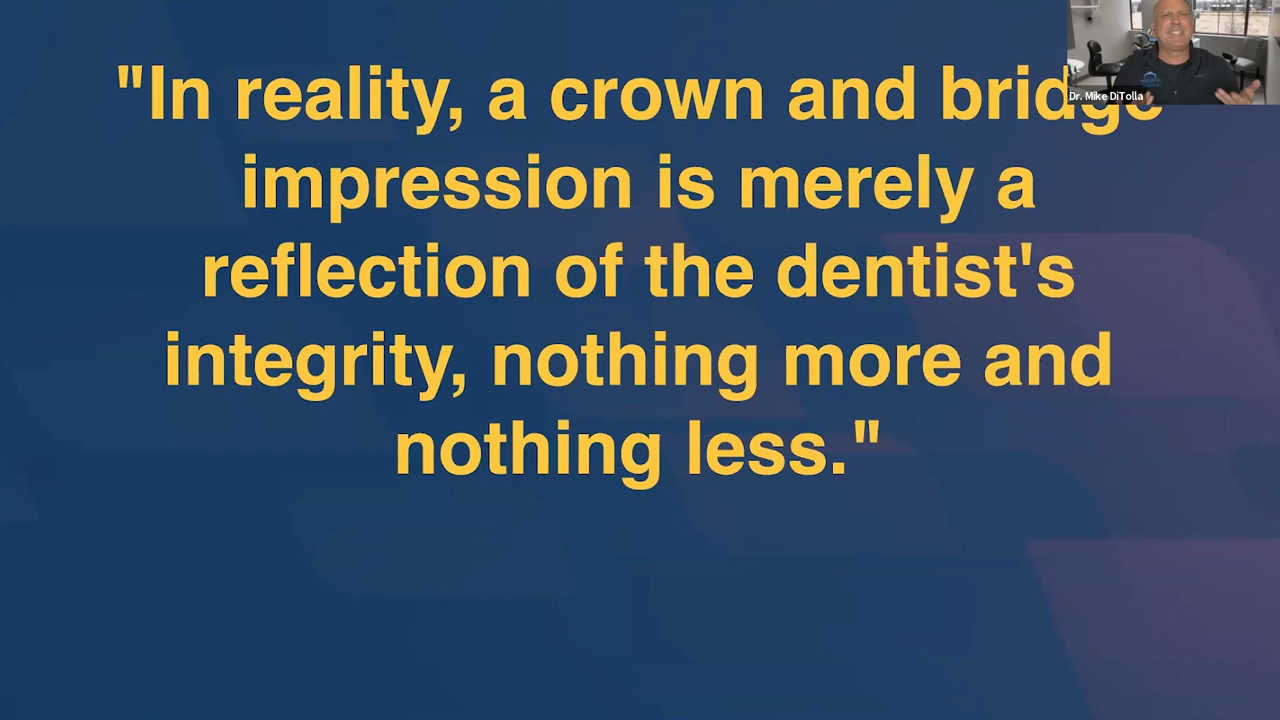 "In reality, a crown and bridge
impression is merely a
reflection of the dentist's
integrity, nothing more and
nothing less."
Dr. Mike DiTolla